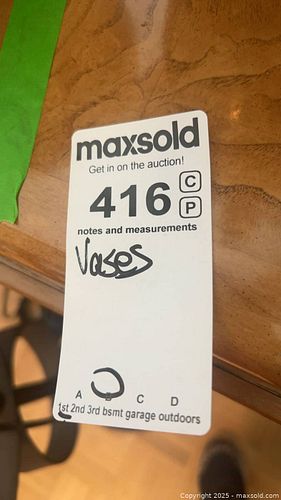 maxsold
Get in on the auction!
416 C
P
notes and measurements
Vases
A B C D
1st 2nd 3rd bsmt garage outdoors
Copyright 2025 - maxsold.com